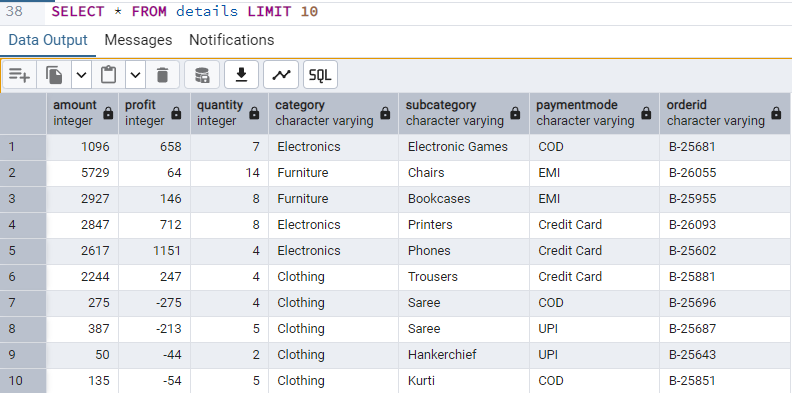 38 SELECT * FROM details LIMIT 10
Data Output Messages Notifications
SQL
amount profit quantity category subcategory paymentmode orderid
integer integer integer character varying character varying character varying character varying
1 1096 658 7 Electronics Electronic Games COD B-25681
2 5729 64 14 Furniture Chairs EMI B-26055
3 2927 146 8 Furniture Bookcases EMI B-25955
4 2847 712 8 Electronics Printers Credit Card B-26093
5 2617 1151 4 Electronics Phones Credit Card B-25602
6 2244 247 4 Clothing Trousers Credit Card B-25881
7 275 -275 4 Clothing Saree COD B-25696
8 387 -213 5 Clothing Saree UPI B-25687
9 50 -44 2 Clothing Hankerchief UPI B-25643
10 135 -54 5 Clothing Kurti COD B-25851